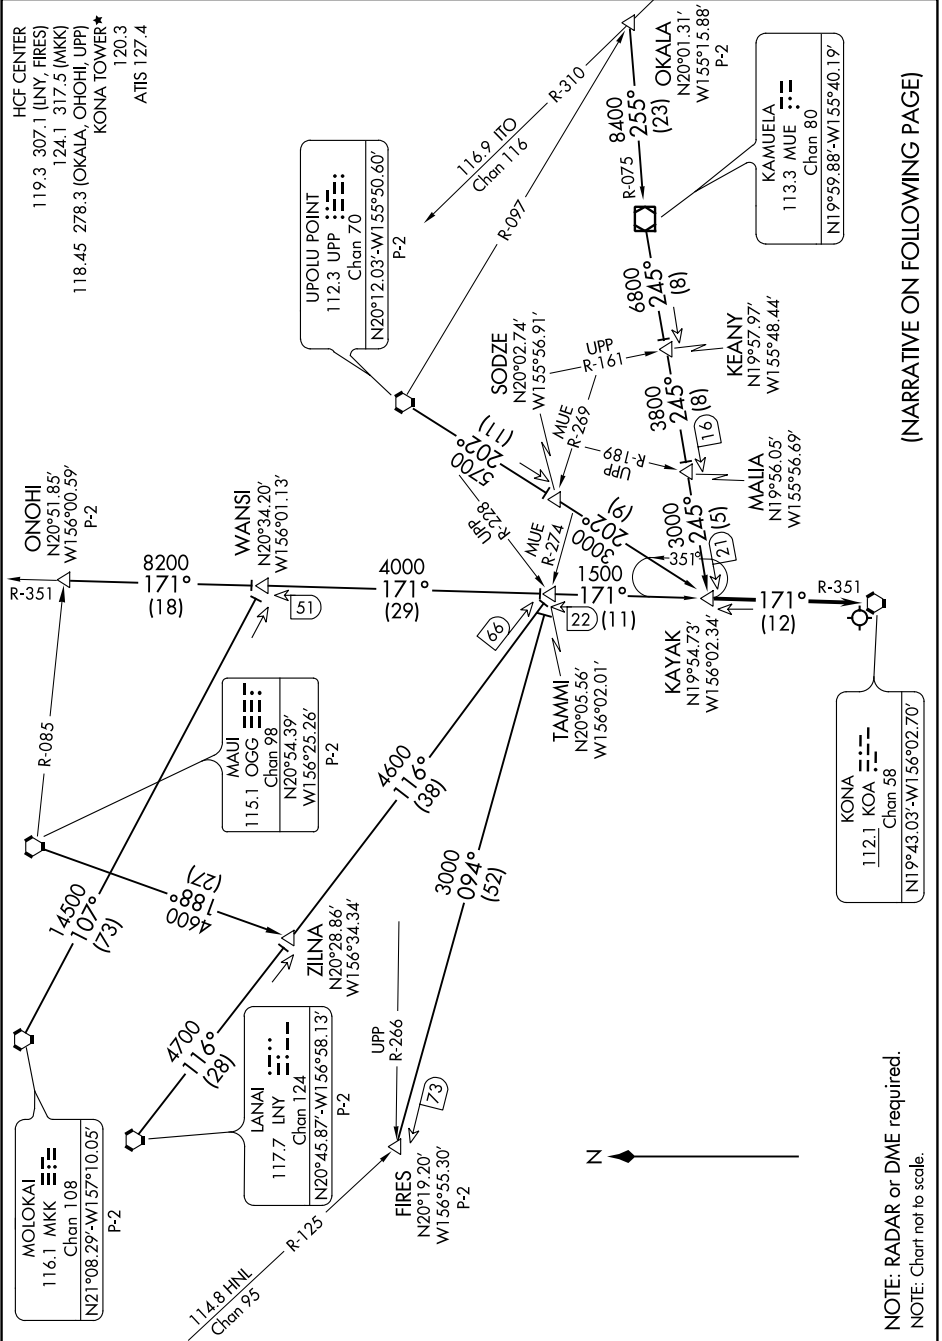 HCF CENTER
119.3 307.1 (LNY, FIRES)
124.1 317.5 (MKK)
118.45 278.3 (OKALA, OHOHI, UPP)
KONA TOWER★
120.3
ATIS 127.4
ONOHI
N20°51.85'
W156°00.59'
P-2
R-351
8200
171°
(18)
WANSI
N20°34.20'
W156°01.13'
51
4000
171°
(29)
R-085
MAUI
115.1 OGG
Chan 98
N20°54.39'
W156°25.26'
P-2
MOLOKAI
116.1 MKK
Chan 108
N21°08.29'-W157°10.05'
P-2
14500
107°
(73)
4600
188°
(27)
LANAI
117.7 LNY
Chan 124
N20°45.87'-W156°58.13'
P-2
4700
116°
(28)
ZILNA
N20°28.86'
W156°34.34'
4600
116°
(38)
66
114.8 HNL
Chan 95
R-125
UPP
R-266
FIRES
N20°19.20'
W156°55.30'
P-2
73
3000
094°
(52)
TAMMI
N20°05.56'
W156°02.01'
22
1500
171°
(11)
UPOLU POINT
112.3 UPP
Chan 70
N20°12.03'-W155°50.60'
P-2
5700
202°
(11)
UPP
R-228
MUE
R-274
SODZE
N20°02.74'
W155°56.91'
MUE
R-269
UPP
R-161
UPP
R-189
3000
202°
(9)
116.9 ITO
Chan 116
R-310
R-097
OKALA
N20°01.31'
W155°15.88'
P-2
8400
255°
(23)
R-075
KAMUELA
113.3 MUE
Chan 80
N19°59.88'-W155°40.19'
6800
245°
(8)
KEANY
N19°57.97'
W155°48.44'
3800
245°
(8)
16
MALIA
N19°56.05'
W155°56.69'
3000
245°
(5)
21
351°
KAYAK
N19°54.73'
W156°02.34'
171°
(12)
R-351
KONA
112.1 KOA
Chan 58
N19°43.03'-W156°02.70'
N
(NARRATIVE ON FOLLOWING PAGE)
NOTE: RADAR or DME required.
NOTE: Chart not to scale.